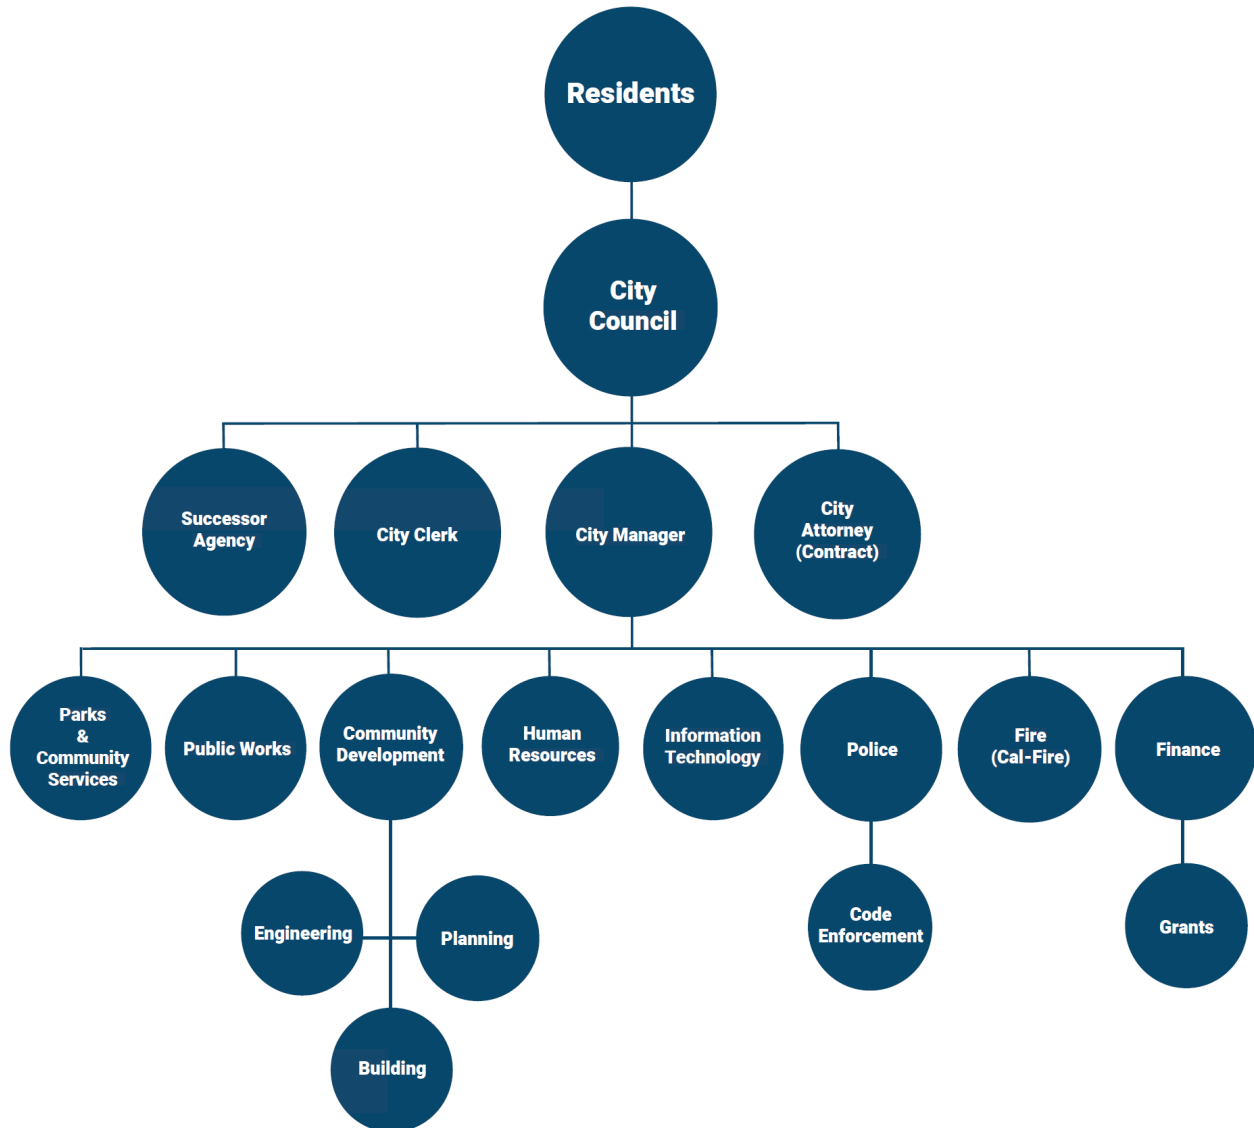 Residents
City
Council
Successor
Agency
City Clerk
City Manager
City
Attorney
(Contract)
Parks
&
Community
Services
Public Works
Community
Development
Human
Resources
Information
Technology
Police
Fire
(Cal-Fire)
Finance
Engineering
Planning
Building
Code
Enforcement
Grants